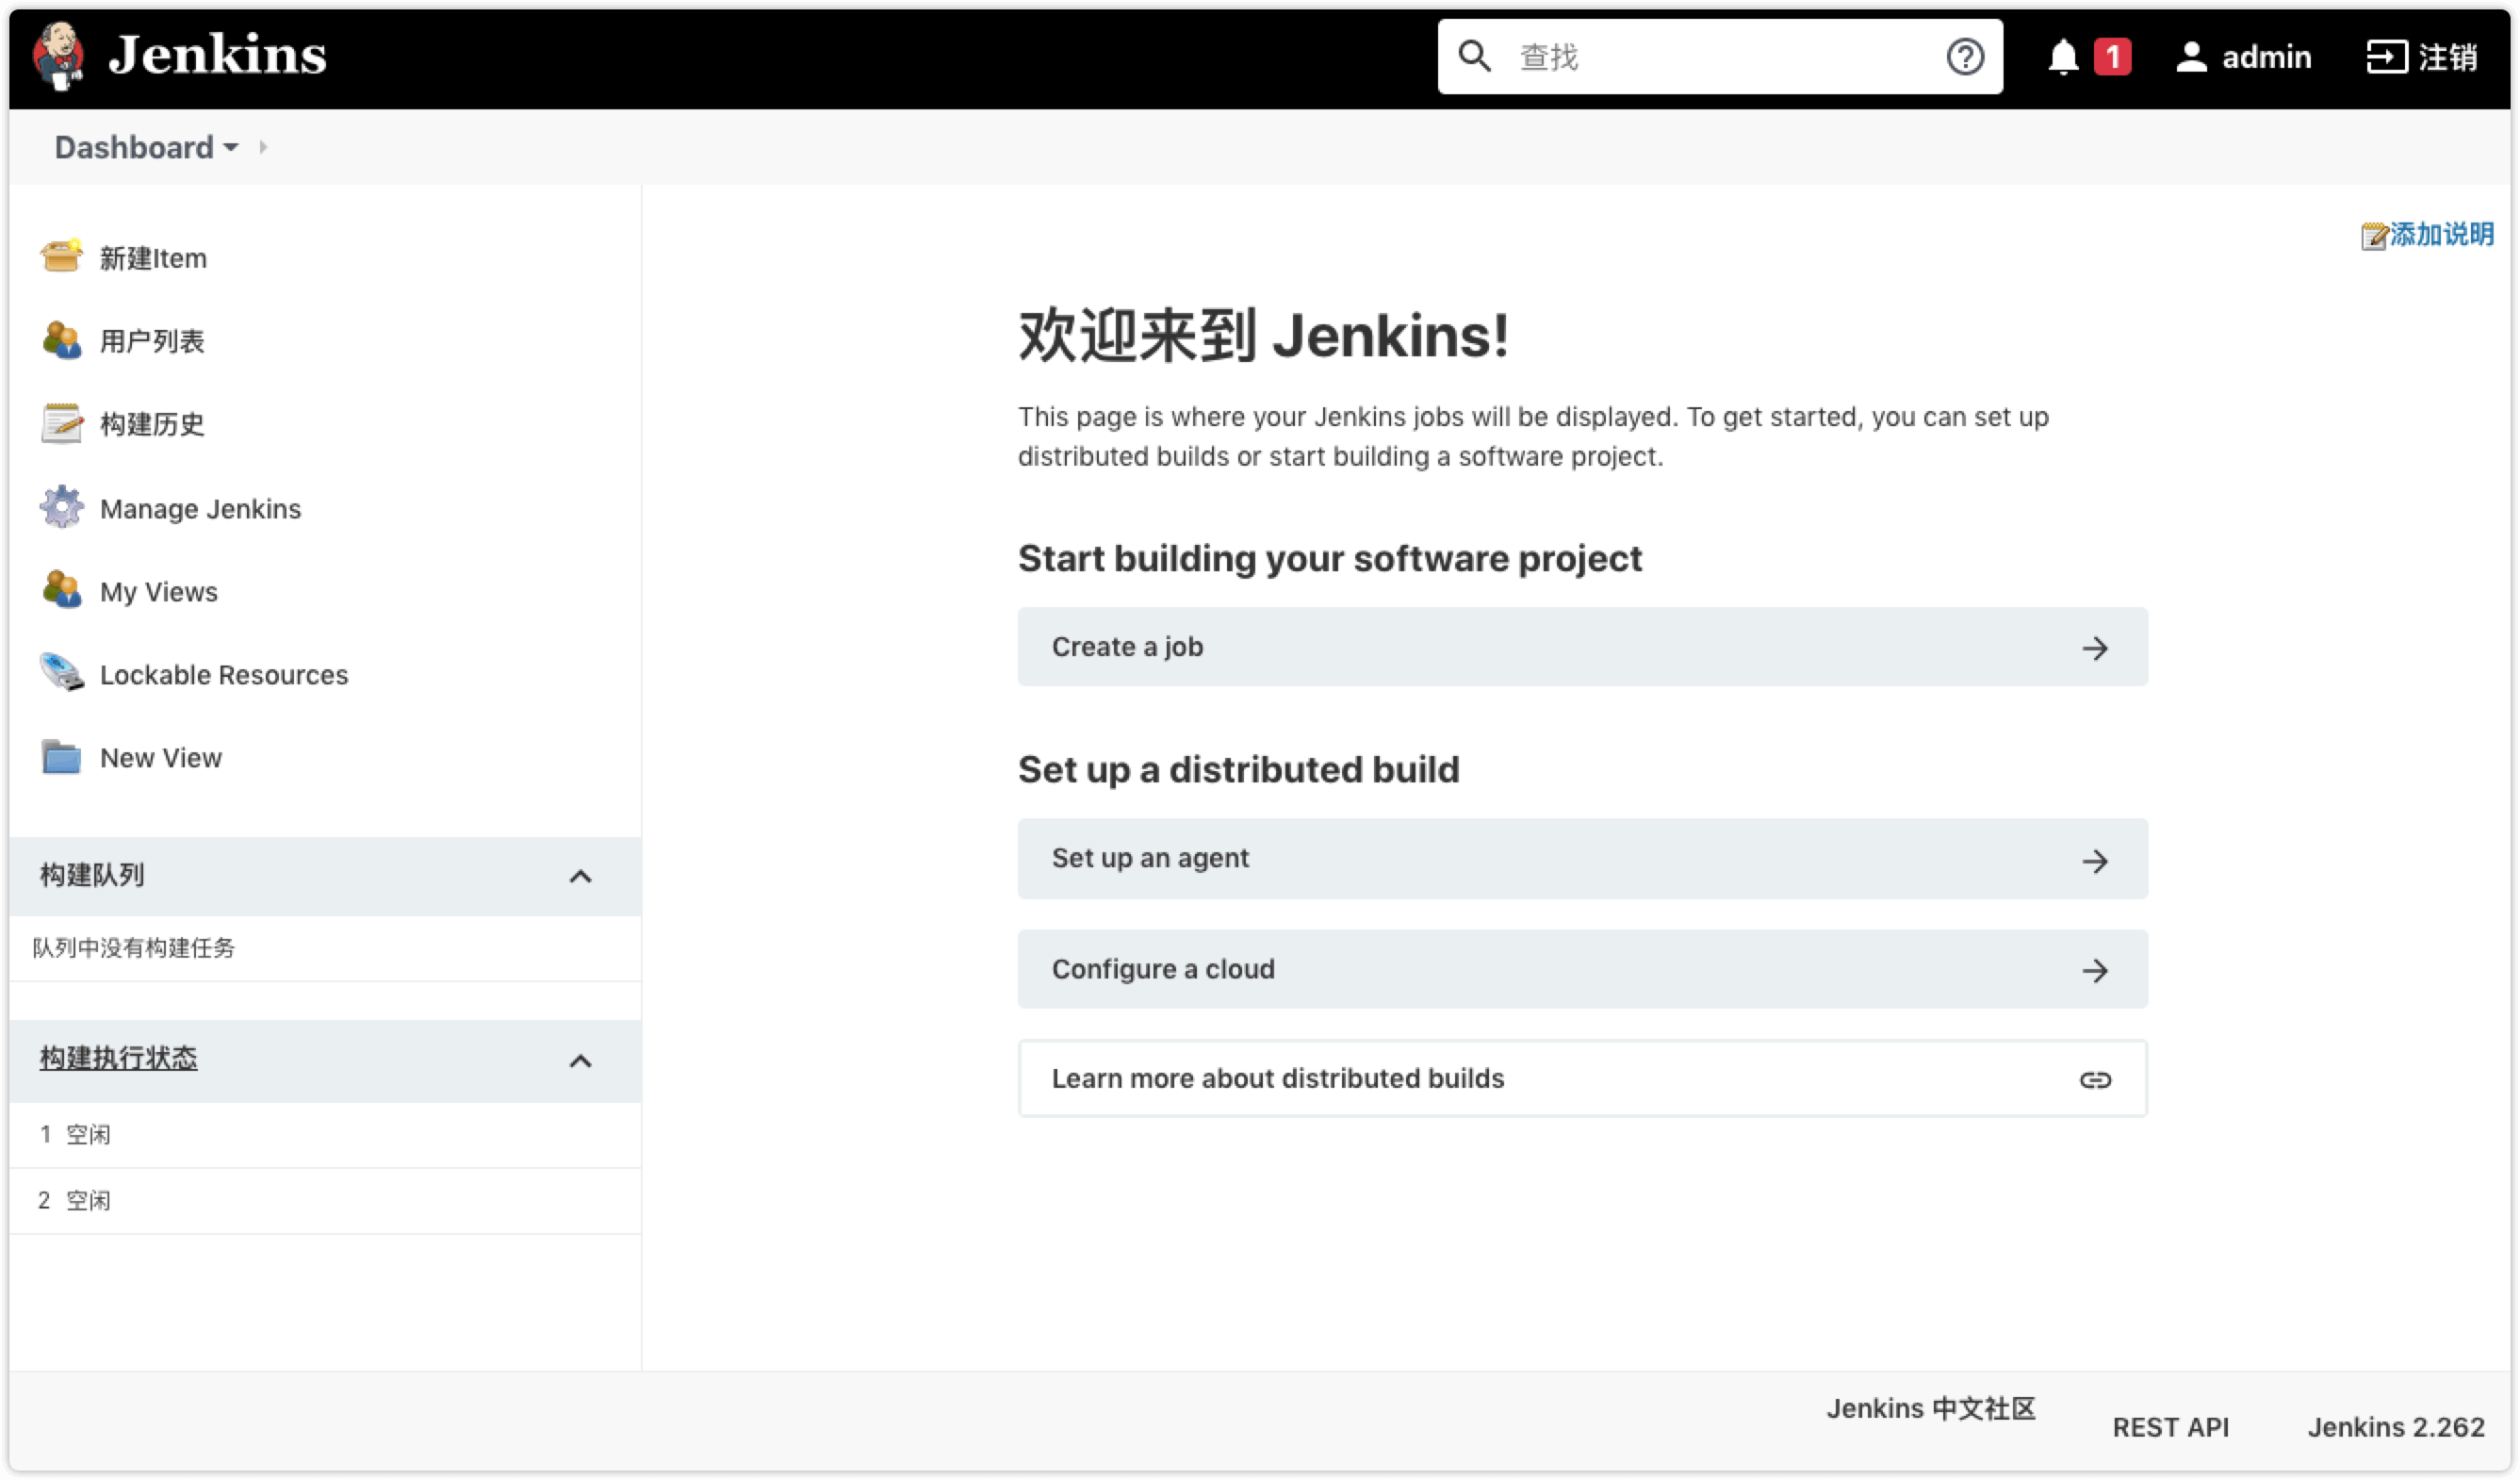 Jenkins
查找
1
admin
注销
Dashboard
新建Item
用户列表
构建历史
Manage Jenkins
My Views
Lockable Resources
New View
构建队列
队列中没有构建任务
构建执行状态
1 空闲
2 空闲
添加说明
欢迎来到 Jenkins!
This page is where your Jenkins jobs will be displayed. To get started, you can set up
distributed builds or start building a software project.
Start building your software project
Create a job
Set up a distributed build
Set up an agent
Configure a cloud
Learn more about distributed builds
Jenkins 中文社区
REST API
Jenkins 2.262